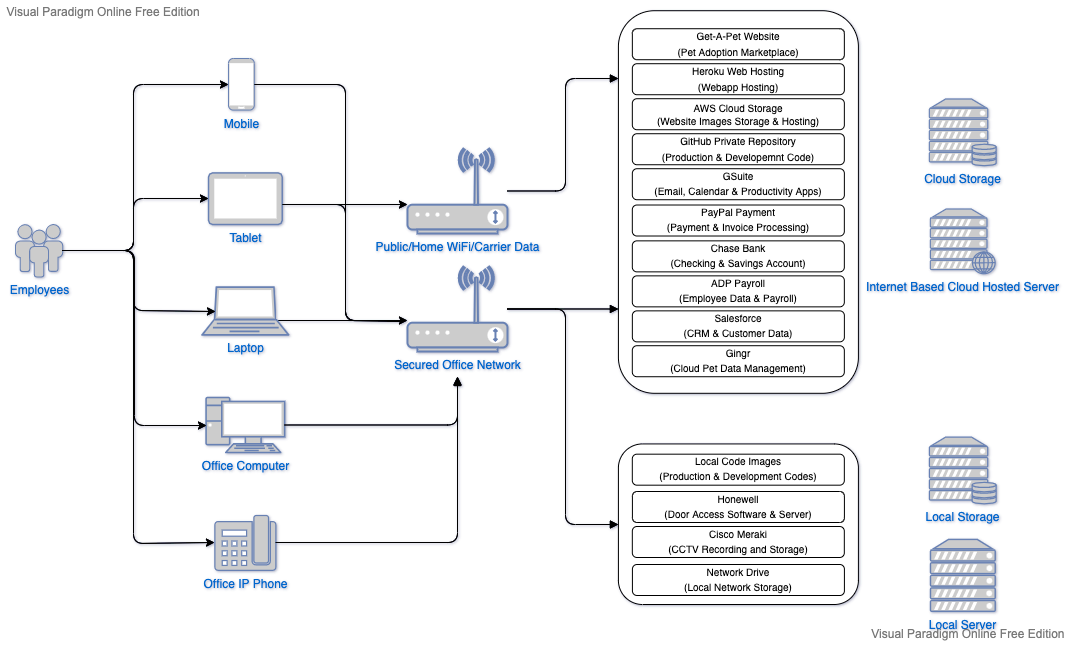 Visual Paradigm Online Free Edition
Mobile
Tablet
Employees
Laptop
Office Computer
Office IP Phone
Public/Home WiFi/Carrier Data
Secured Office Network
Get-A-Pet Website
(Pet Adoption Marketplace)
Heroku Web Hosting
(Webapp Hosting)
AWS Cloud Storage
(Website Images Storage & Hosting)
GitHub Private Repository
(Production & Developemnt Code)
GSuite
(Email, Calendar & Productivity Apps)
PayPal Payment
(Payment & Invoice Processing)
Chase Bank
(Checking & Savings Account)
ADP Payroll
(Employee Data & Payroll)
Salesforce
(CRM & Customer Data)
Gingr
(Cloud Pet Data Management)
Local Code Images
(Production & Development Codes)
Honewell
(Door Access Software & Server)
Cisco Meraki
(CCTV Recording and Storage)
Network Drive
(Local Network Storage)
Cloud Storage
Internet Based Cloud Hosted Server
Local Storage
Local Server
Visual Paradigm Online Free Edition